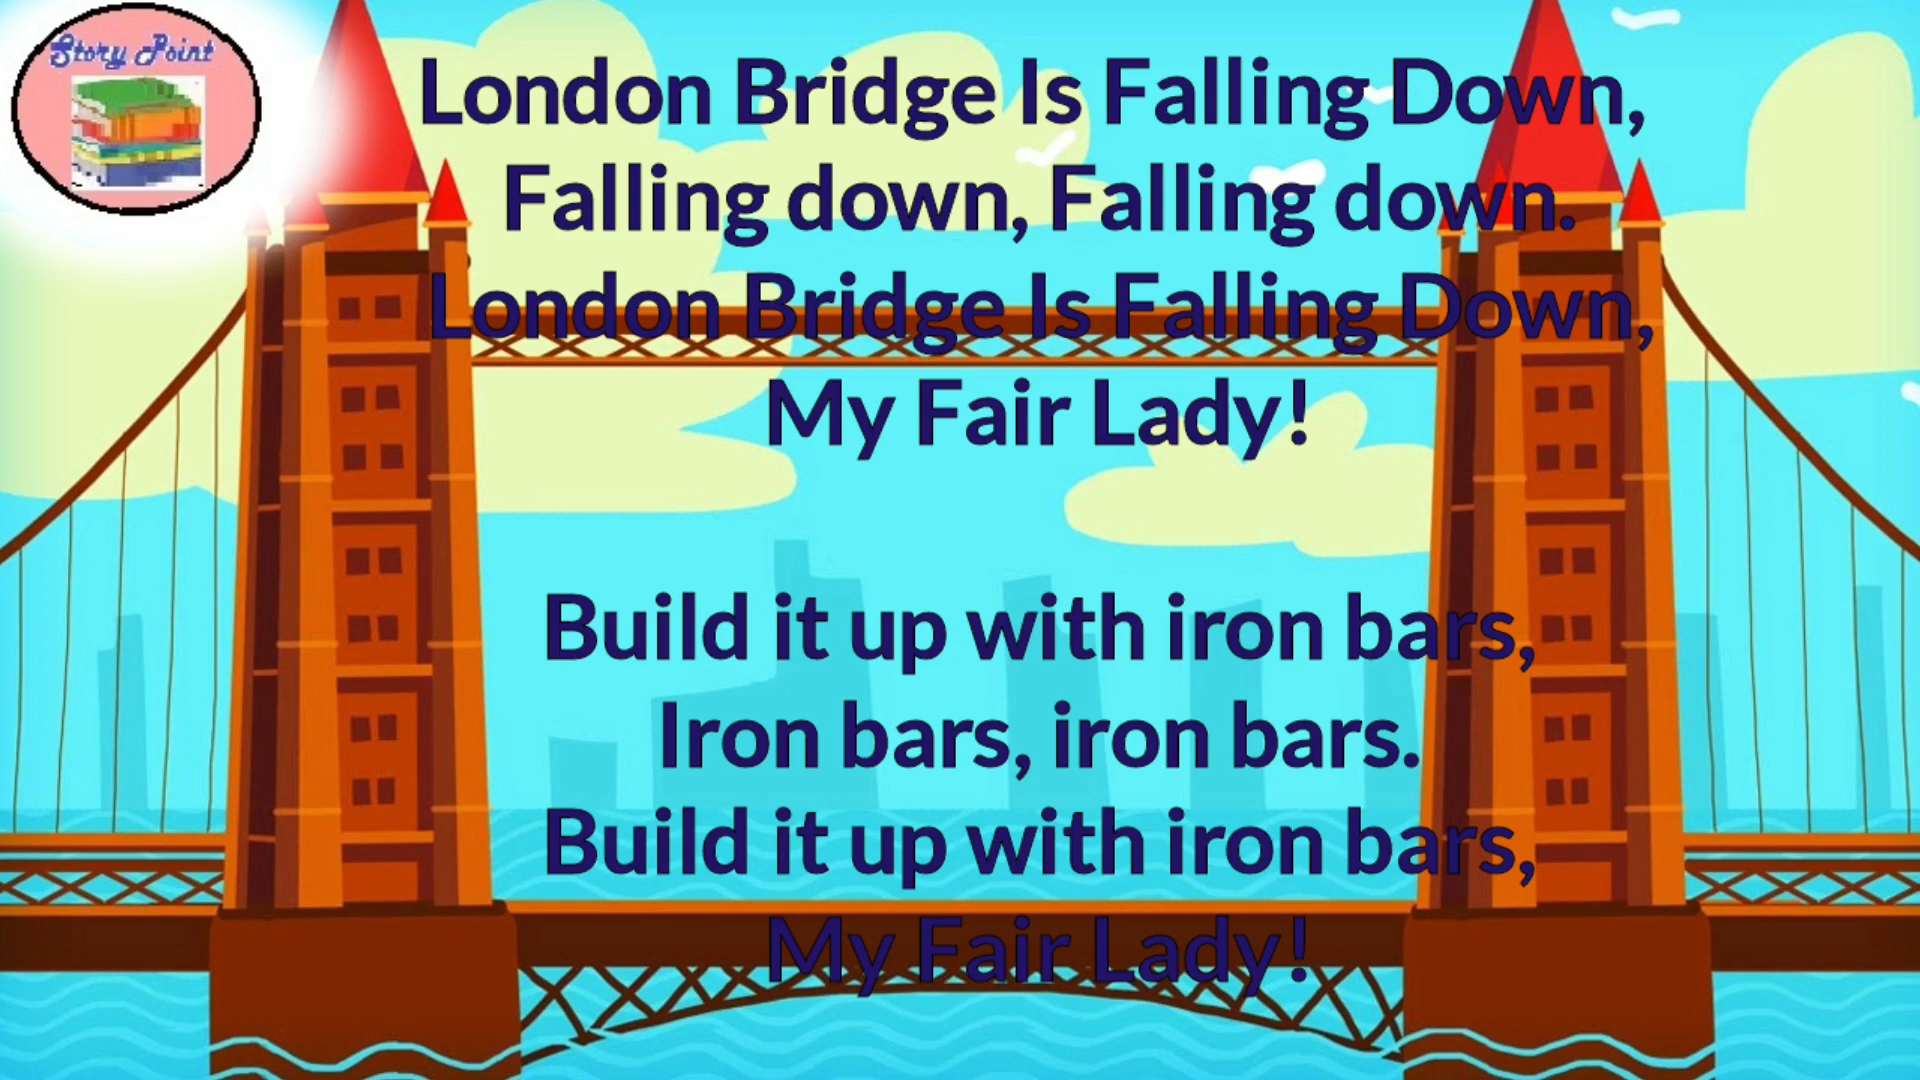 Story Point
London Bridge Is Falling Down,
Falling down, Falling down.
London Bridge Is Falling Down,
My Fair Lady!
Build it up with iron bars,
Iron bars, iron bars.
Build it up with iron bars,
My Fair Lady!